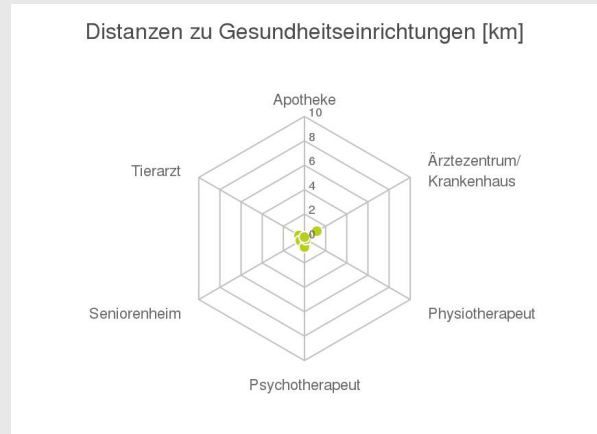 Distanzen zu Gesundheitseinrichtungen [km]
Apotheke
10
8
6
4
2
0
Ärztezentrum/
Krankenhaus
Tierarzt
Seniorenheim
Physiotherapeut
Psychotherapeut